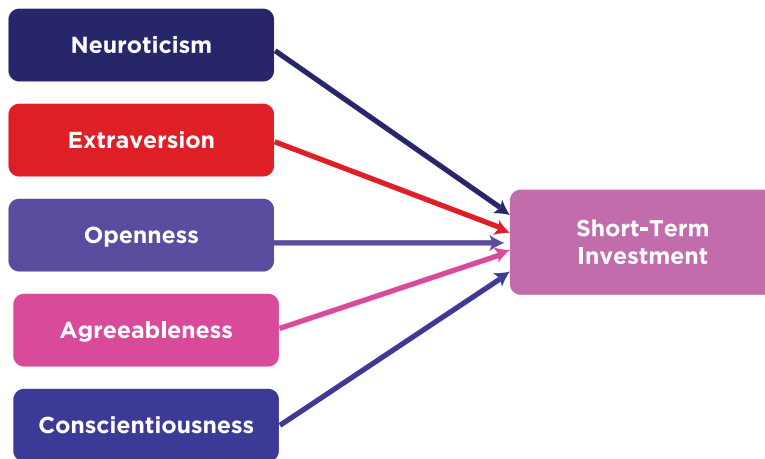 Neuroticism
Extraversion
Openness
Agreeableness
Conscientiousness
Short-Term
Investment